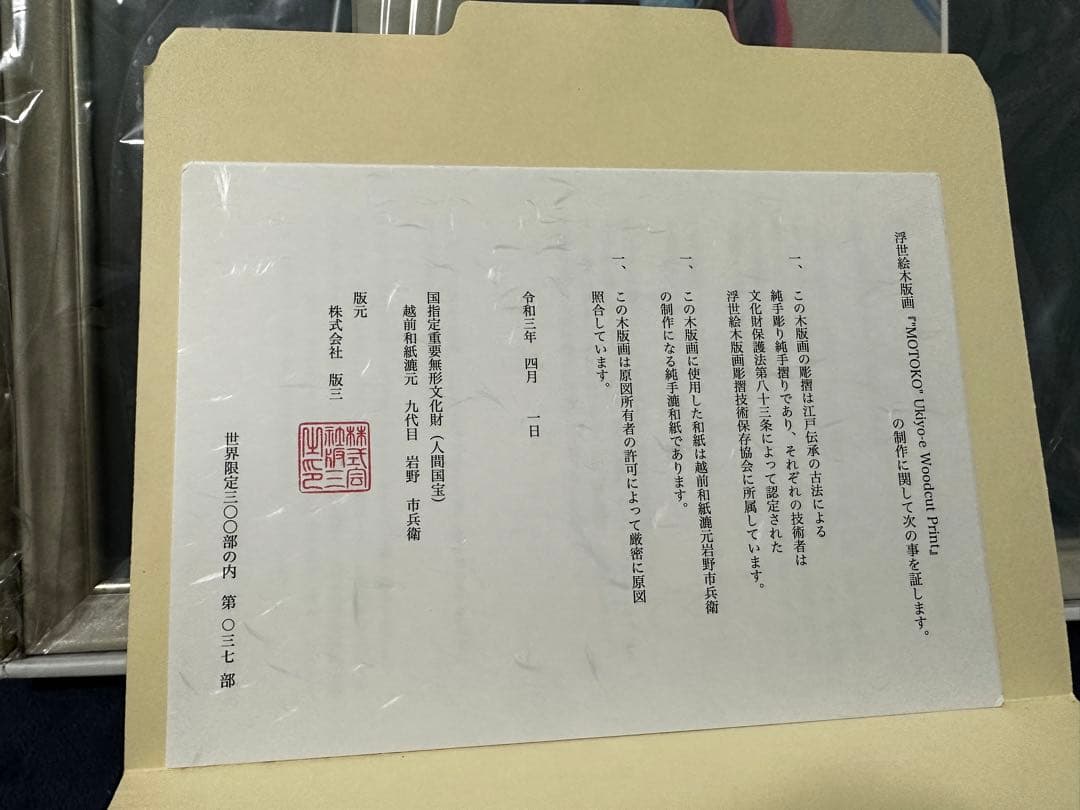 浮世絵木版画『"MOTOKO" Ukiyo-e Woodcut Print』
の制作に関して次の事を証します。
一、この木版画の彫摺は江戸伝承の古法による
純手彫り純手摺りであり、それぞれの技術者は
文化財保護法第八十三条によって認定された
浮世絵木版画彫摺技術保存協会に所属しています。
一、この木版画に使用した和紙は越前和紙漉元岩野市兵衛
の制作になる純手漉和紙であります。
一、この木版画は原図所有者の許可によって厳密に原図
照合しています。
令和三年 四月 一日
国指定重要無形文化財（人間国宝）
越前和紙漉元 九代目 岩野 市兵衛
版元
株式会社 版三
株式会
社版三
之印
世界限定三〇〇部の内 第 〇三七 部